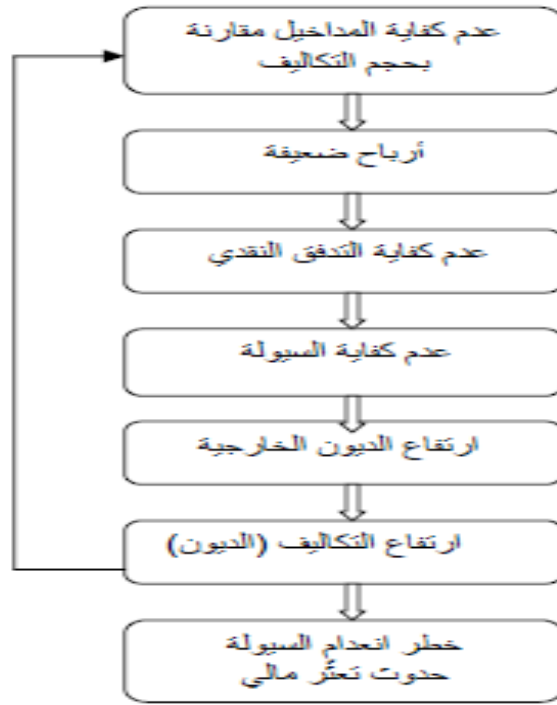 عدم كفاية المداخيل مقارنة
بحجم التكاليف
أرباح ضعيفة
عدم كفاية التدفق النقدي
عدم كفاية السيولة
ارتفاع الديون الخارجية
ارتفاع التكاليف (الديون)
خطر انعدام السيولة
حدوث تعثّر مالي